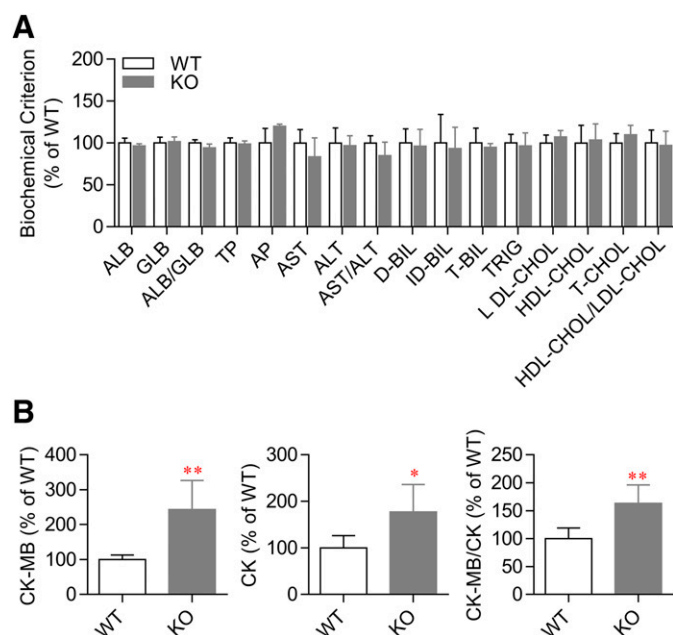 A
Biochemical Criterion
(% of WT)
200
150
100
50
0
WT
KO
ALB
GLB
ALB/GLB
TP
AP
AST
ALT
AST/ALT
D-BIL
ID-BIL
T-BIL
TRIG
L DL-CHOL
HDL-CHOL
T-CHOL
HDL-CHOL/LDL-CHOL
B
CK-MB (% of WT)
400
300
200
100
0
**
WT
KO
CK (% of WT)
300
200
100
0
*
WT
KO
CK-MB/CK (% of WT)
250
200
150
100
50
0
**
WT
KO